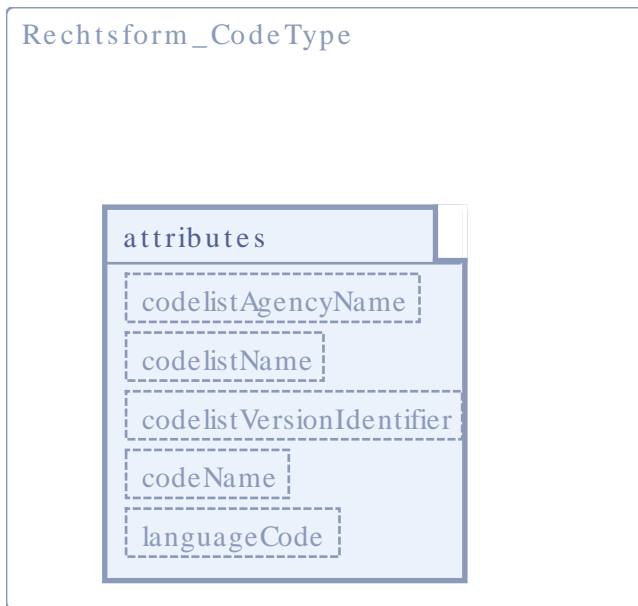 Rechtsform_CodeType
attributes
codelistAgencyName
codelistName
codelistVersionIdentifier
codeName
languageCode